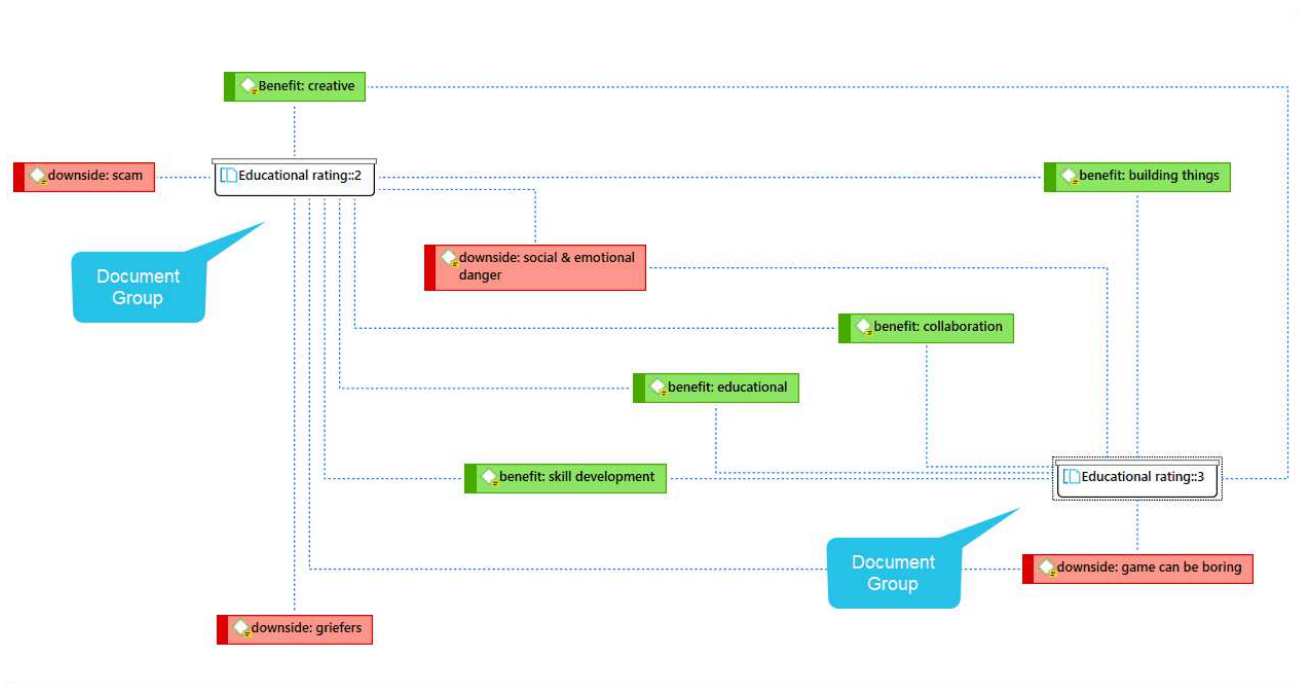 Benefit: creative
downside: scam
Educational rating::2
benefit: building things
Document
Group
downside: social & emotional
danger
benefit: collaboration
benefit: educational
benefit: skill development
Educational rating::3
Document
Group
downside: game can be boring
downside: griefers